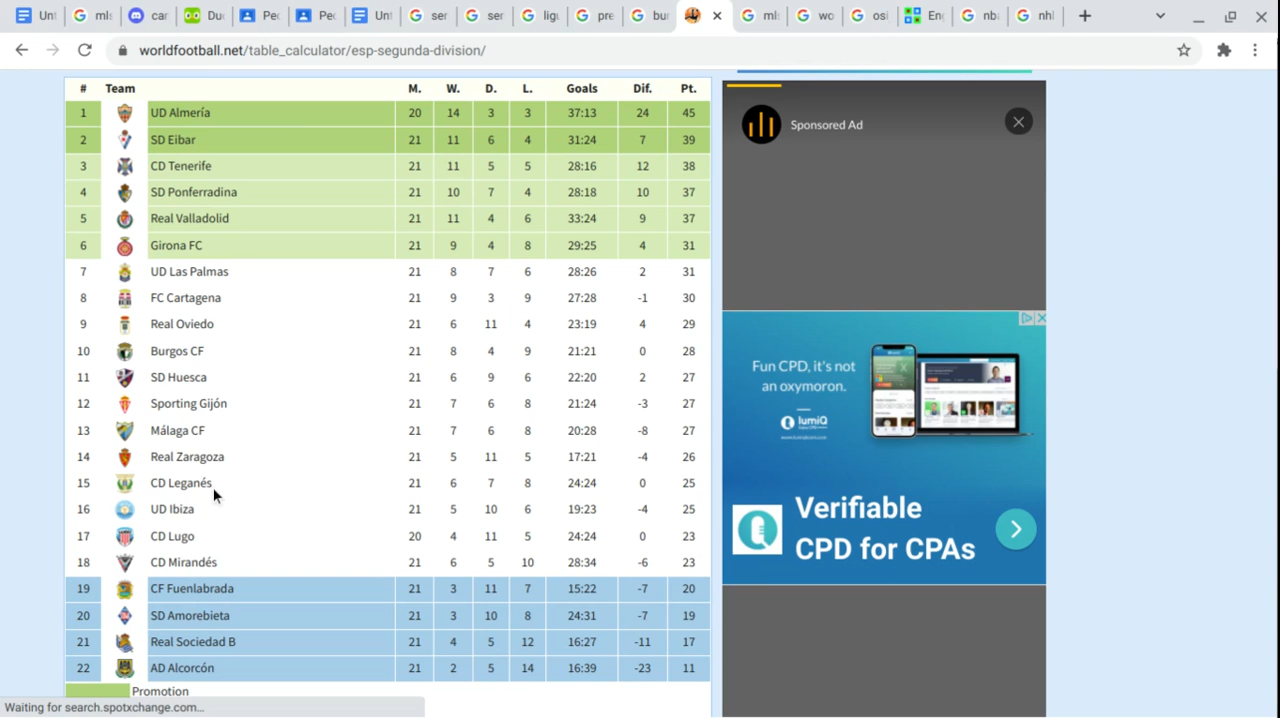 Unt mls car Duo Pec Pec Unt ser ser ligu pre bu mls wo osi Eng nba nhl
worldfootball.net/table_calculator/esp-segunda-division/
# Team M. W. D. L. Goals Dif. Pt.
1 UD Almería 20 14 3 3 37:13 24 45
2 SD Eibar 21 11 6 4 31:24 7 39
3 CD Tenerife 21 11 5 5 28:16 12 38
4 SD Ponferradina 21 10 7 4 28:18 10 37
5 Real Valladolid 21 11 4 6 33:24 9 37
6 Girona FC 21 9 4 8 29:25 4 31
7 UD Las Palmas 21 8 7 6 28:26 2 31
8 FC Cartagena 21 9 3 9 27:28 -1 30
9 Real Oviedo 21 6 11 4 23:19 4 29
10 Burgos CF 21 8 4 9 21:21 0 28
11 SD Huesca 21 6 9 6 22:20 2 27
12 Sporting Gijón 21 7 6 8 21:24 -3 27
13 Málaga CF 21 7 6 8 20:28 -8 27
14 Real Zaragoza 21 5 11 5 17:21 -4 26
15 CD Leganés 21 6 7 8 24:24 0 25
16 UD Ibiza 21 5 10 6 19:23 -4 25
17 CD Lugo 20 4 11 5 24:24 0 23
18 CD Mirandés 21 6 5 10 28:34 -6 23
19 CF Fuenlabrada 21 3 11 7 15:22 -7 20
20 SD Amorebieta 21 3 10 8 24:31 -7 19
21 Real Sociedad B 21 4 5 12 16:27 -11 17
22 AD Alcorcón 21 2 5 14 16:39 -23 11
Promotion
Waiting for search.spotxchange.com...
Sponsored Ad
Fun CPD, it's not
an oxymoron.
lumiQ
Verifiable
CPD for CPAs